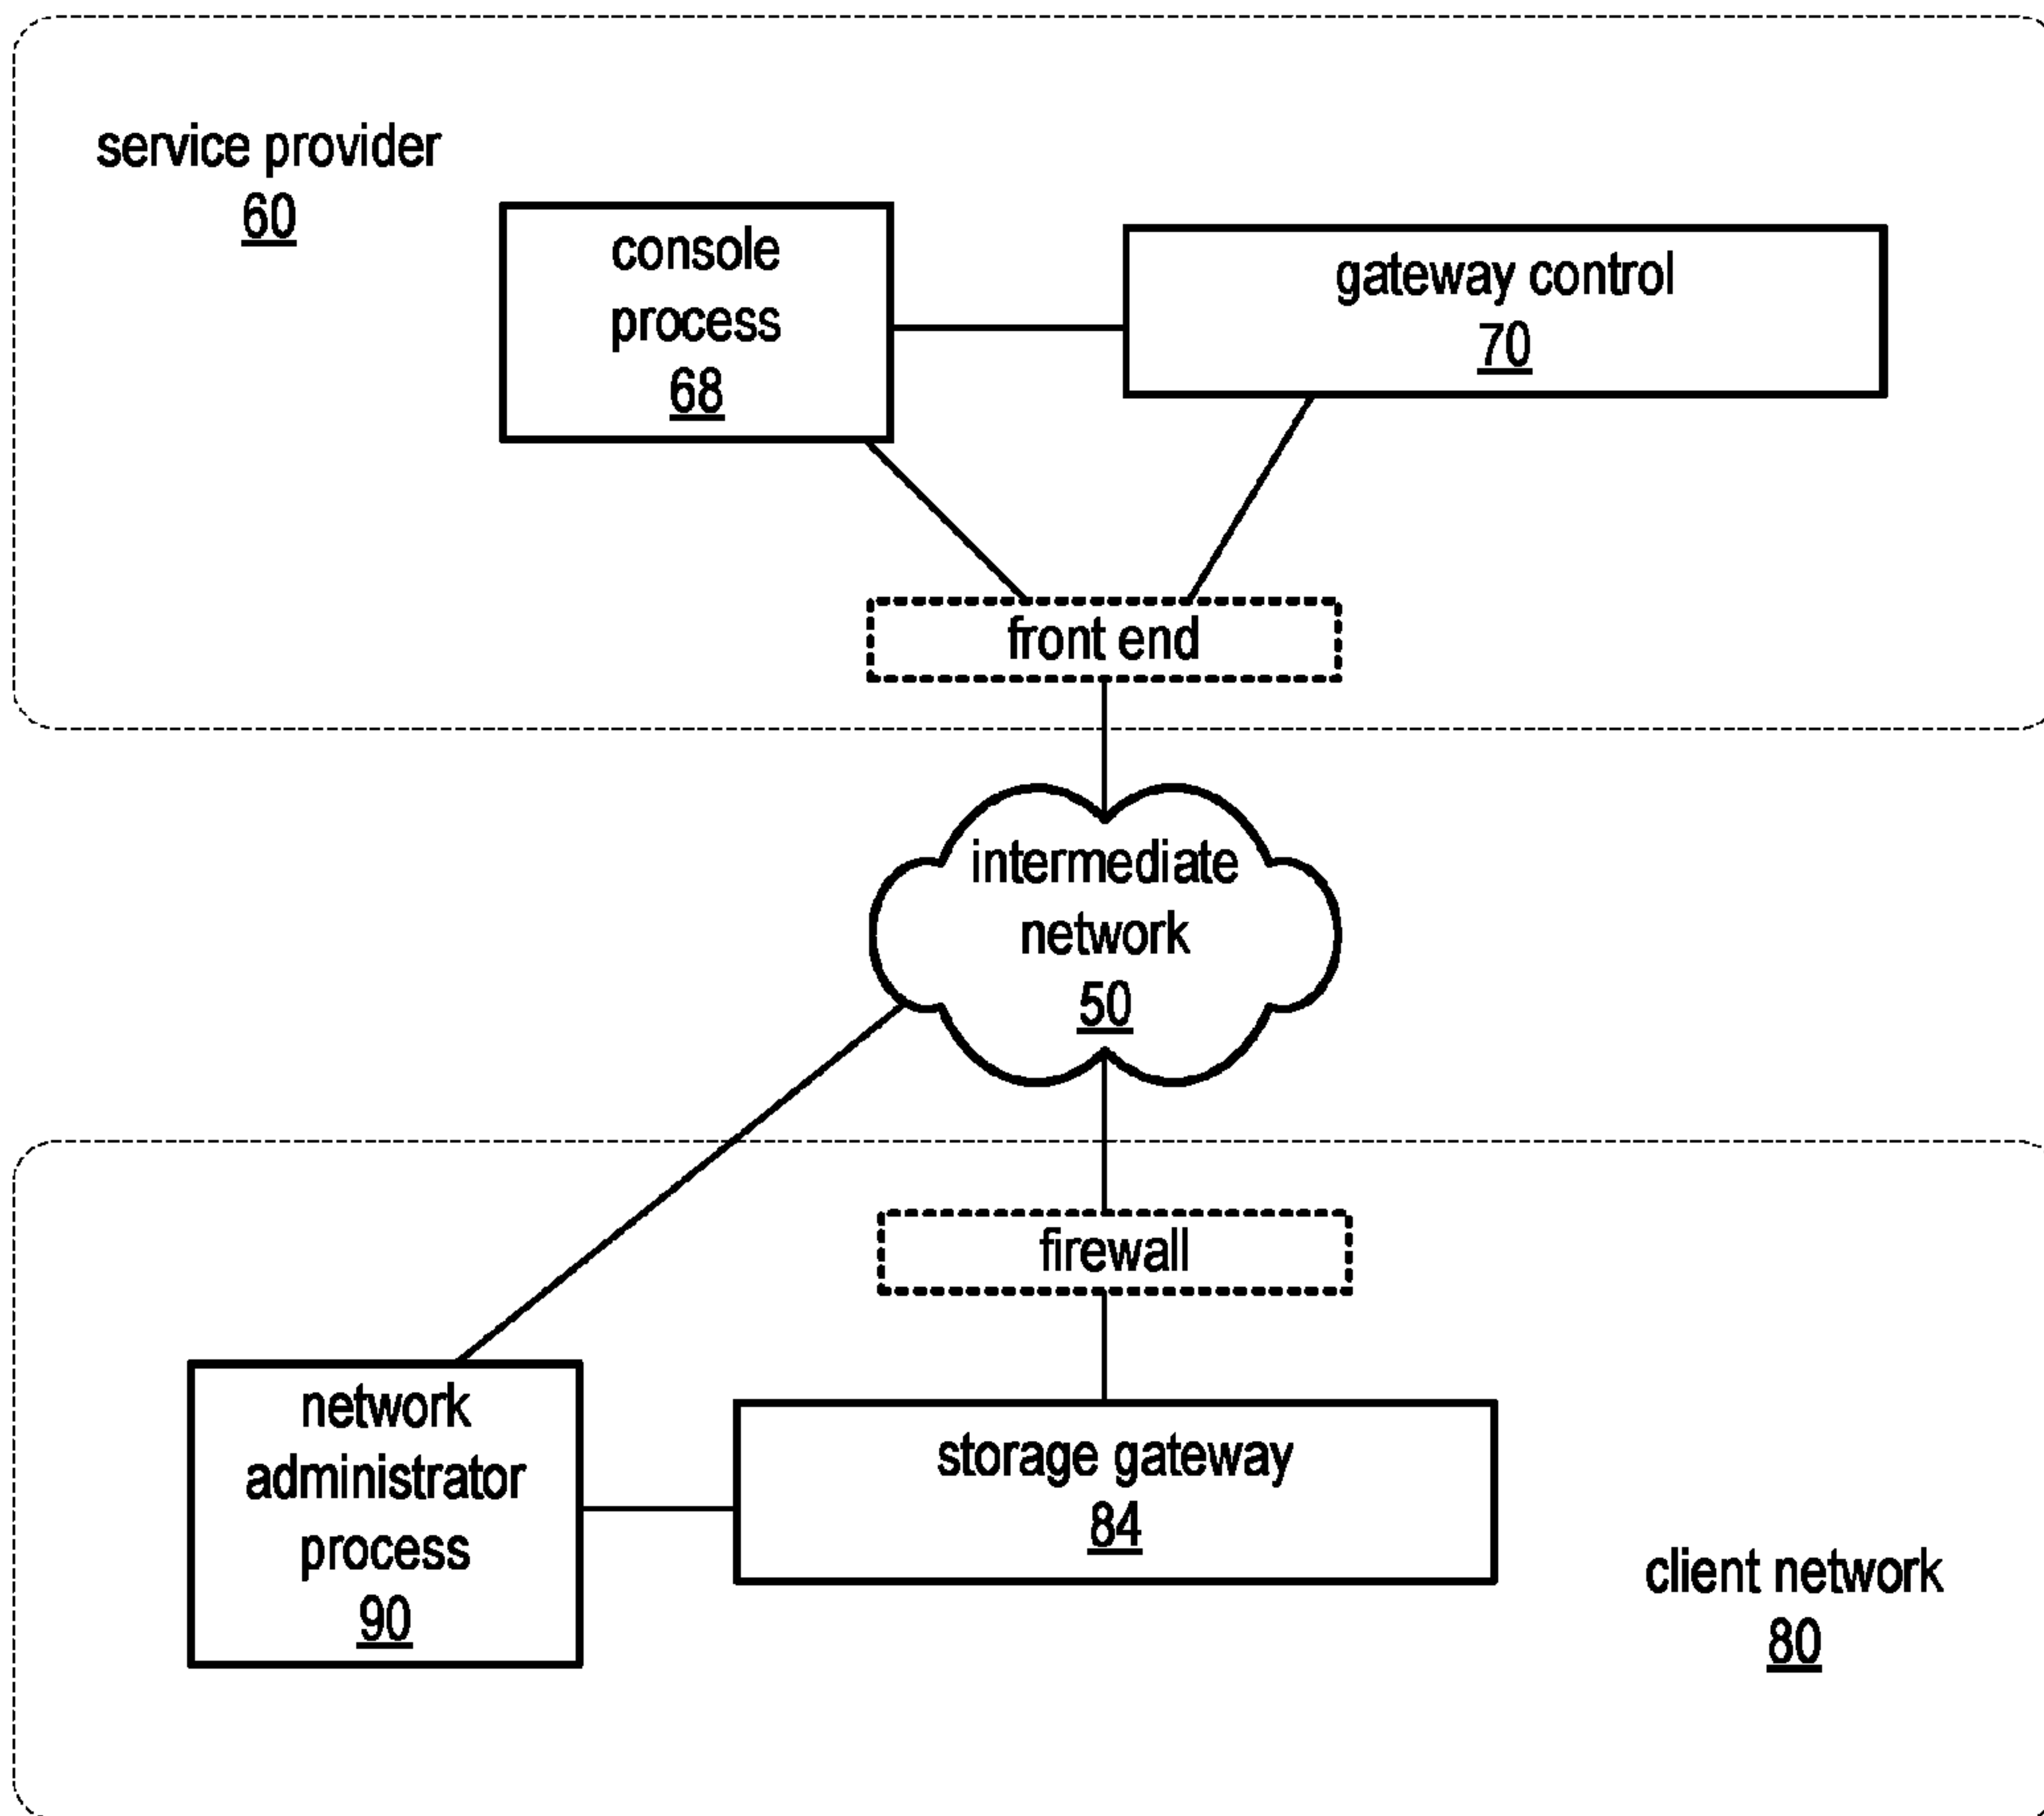 service provider
60
console
process
68
gateway control
70
front end
intermediate
network
50
firewall
network
administrator
process
90
storage gateway
84
client network
80